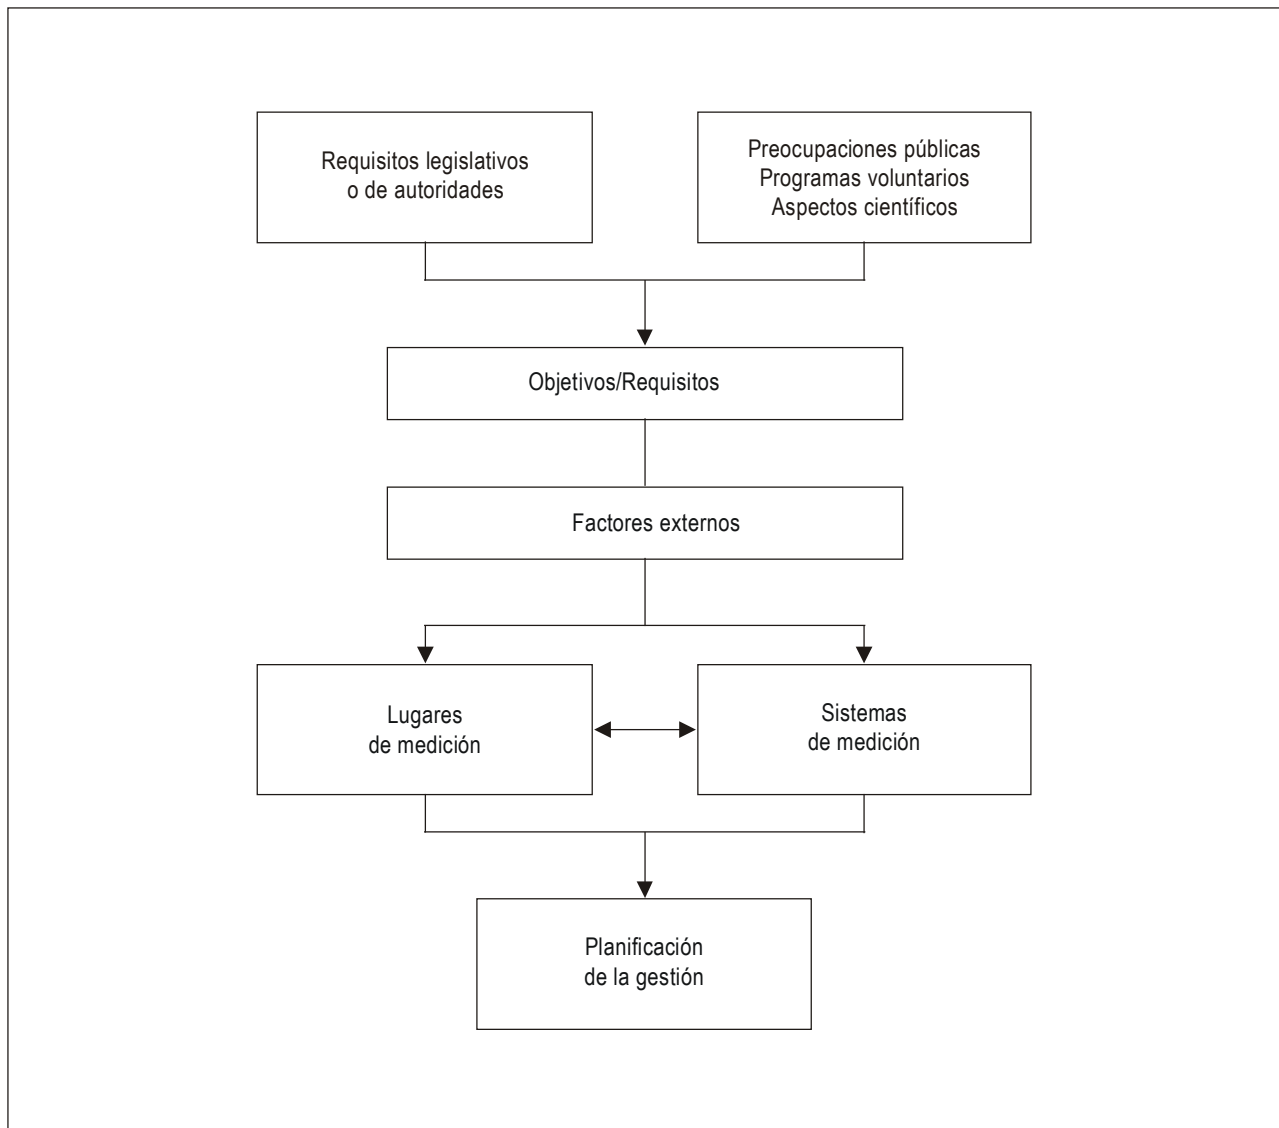 Requisitos legislativos
o de autoridades
Preocupaciones públicas
Programas voluntarios
Aspectos científicos
Objetivos/Requisitos
Factores externos
Lugares
de medición
Sistemas
de medición
Planificación
de la gestión